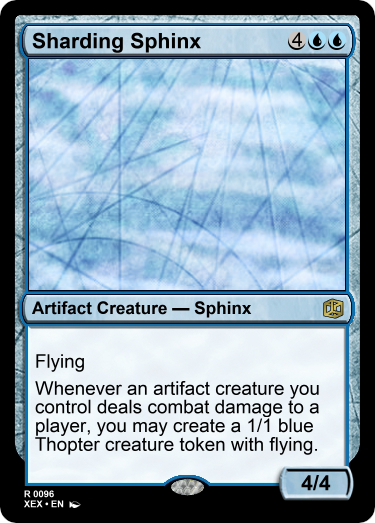 Sharding Sphinx 4
Artifact Creature — Sphinx
Flying
Whenever an artifact creature you
control deals combat damage to a
player, you may create a 1/1 blue
Thopter creature token with flying.
4/4
R 0096
XEX • EN